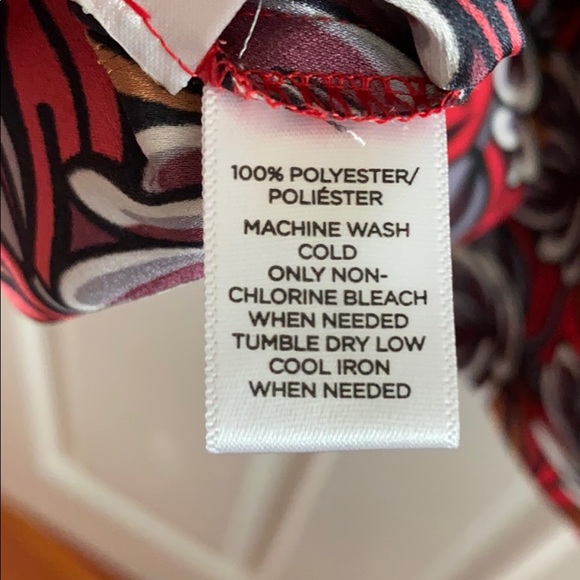 100% POLYESTER/
POLIÉSTER
MACHINE WASH
COLD
ONLY NON-
CHLORINE BLEACH
WHEN NEEDED
TUMBLE DRY LOW
COOL IRON
WHEN NEEDED